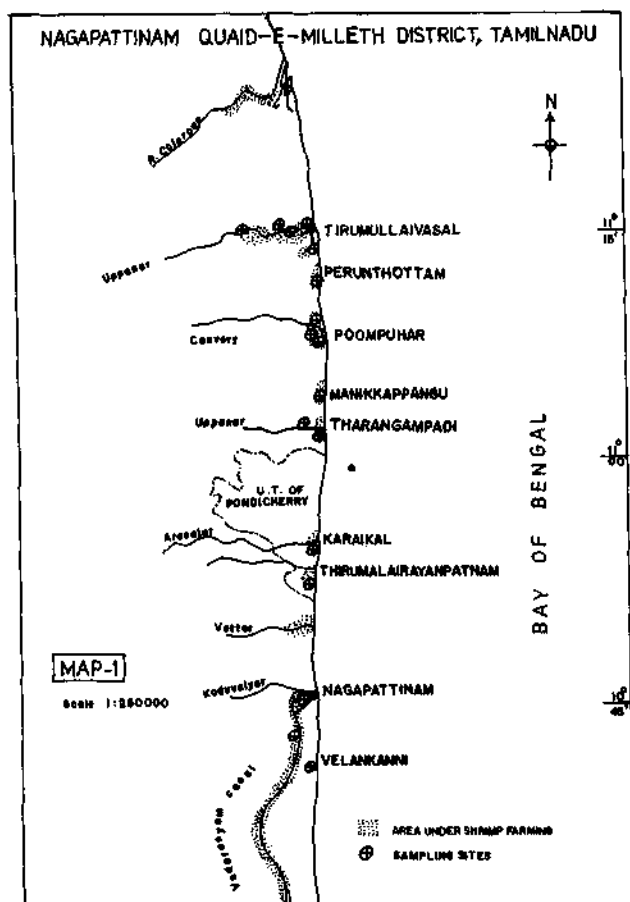 NAGAPATTINAM QUAID-E-MILLETH DISTRICT, TAMILNADU
N
R. Coleroon
TIRUMULLAIVASAL
11°
15'
Uppanar
PERUNTHOTTAM
Cauvery
POOMPUHAR
MANIKKAPPANGU
Uppanar
THARANGAMPADI
11°
00'
U.T. OF
PONDICHERRY
BAY OF BENGAL
Arasalar
KARAIKAL
THIRUMALAIRAYANPATNAM
Vettar
MAP-1
Scale 1:250000
Kaduvaiyar
NAGAPATTINAM
10°
45'
VELANKANNI
Vedaranyam canal
AREA UNDER SHRIMP FARMING
SAMPLING SITES